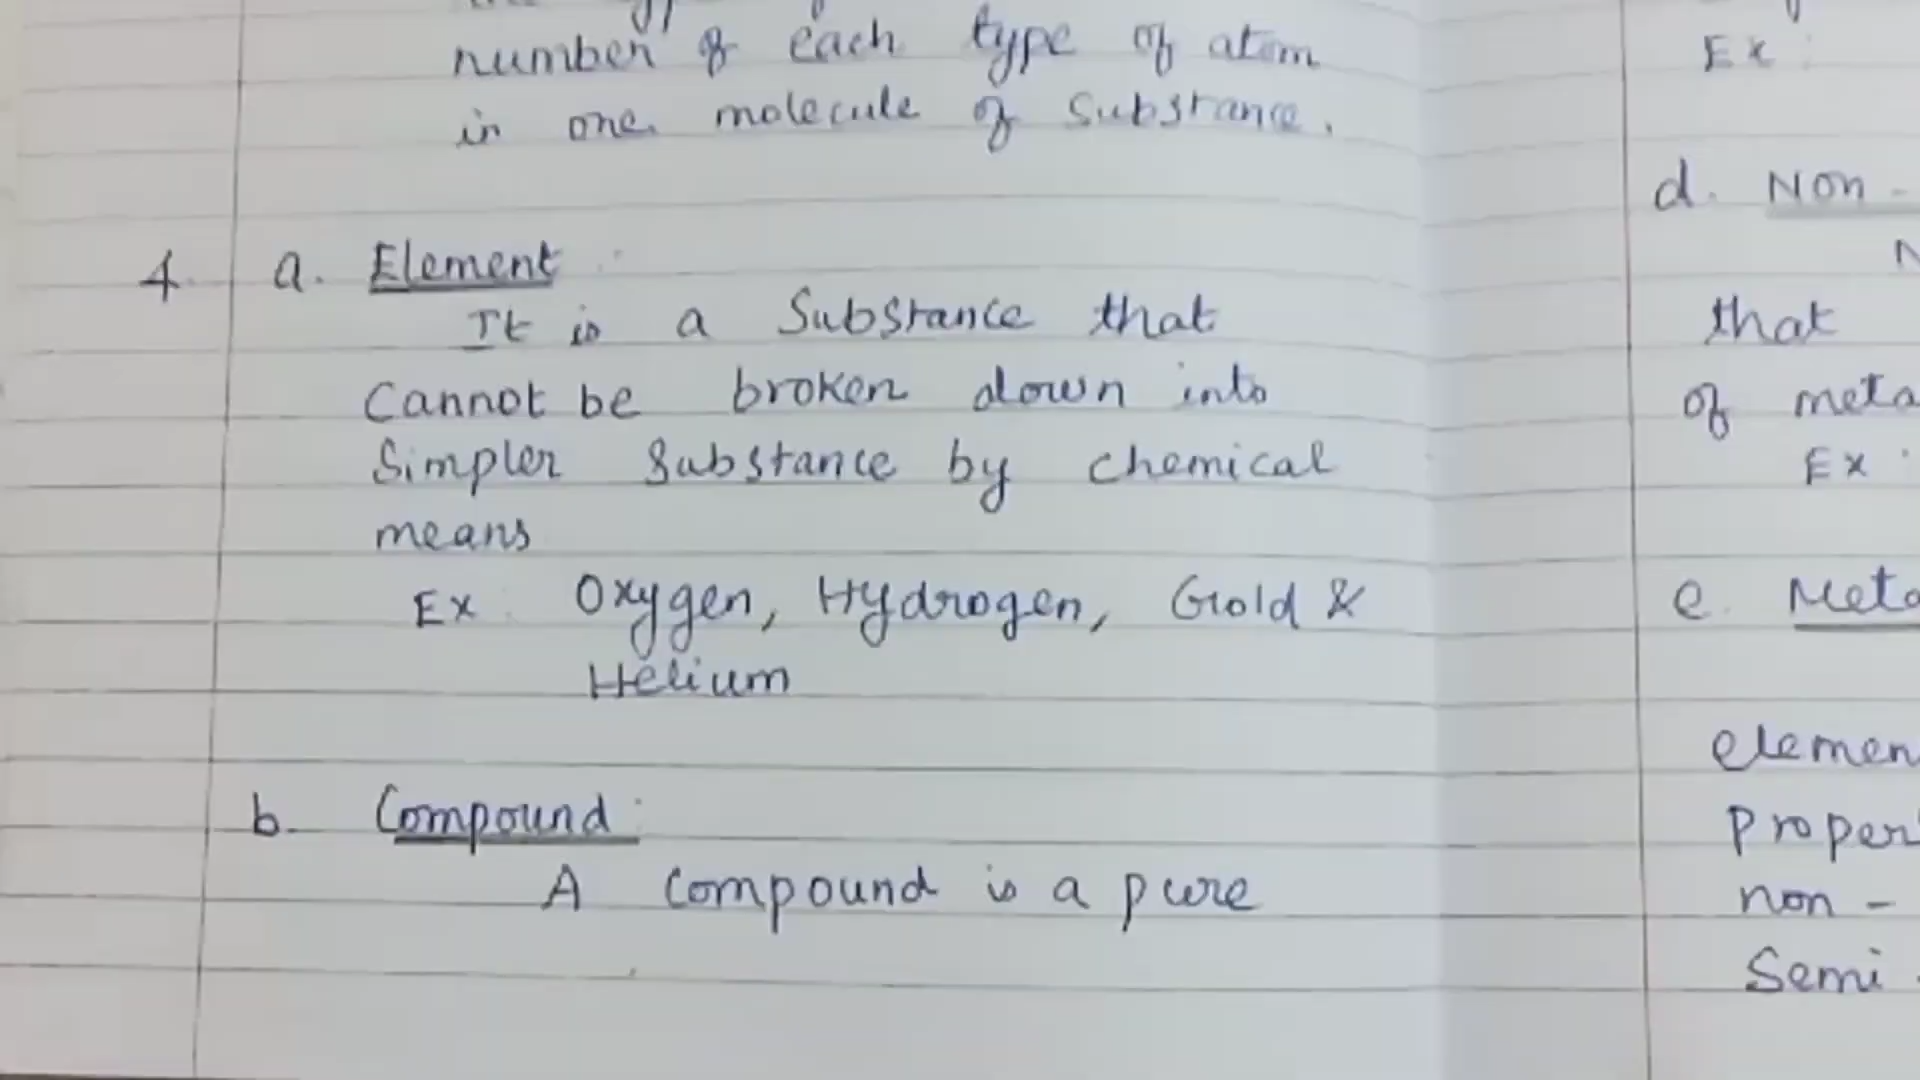 number of each type of atom
in one molecule of substance.
4. a. Element :
It is a Substance that
Cannot be broken down into
Simpler Substance by chemical
means
Ex : Oxygen, Hydrogen, Gold &
Helium
b. Compound :
A Compound is a pure
Ex :
d. Non -
that
of meta
Ex :
e. Meta
elemen
Proper
non -
Semi -